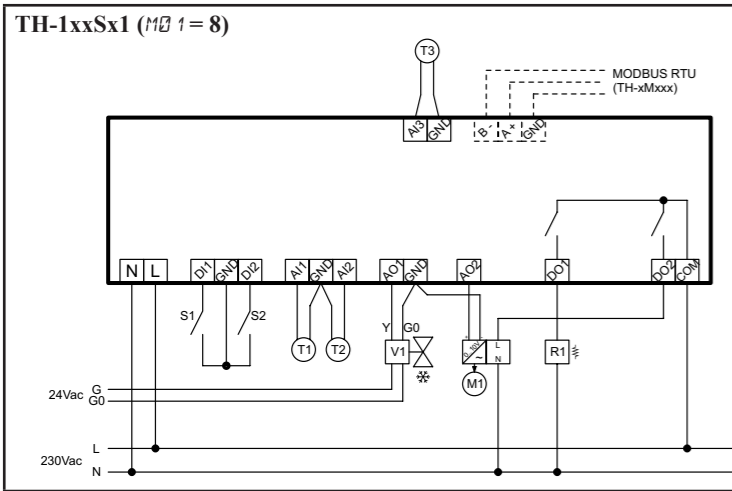 TH-1xxSx1 (M01 = 8)
T3
MODBUS RTU
(TH-xMxxx)
AI3 GND B - A + GND
N L DI1 GND DI2 AI1 GND AI2 AO1 GND AO2 DO1 DO2 COM
S1 S2 Y G0
T1 T2 V1 0...10V ~ L N R1
M1
24Vac G
G0
L
230Vac
N